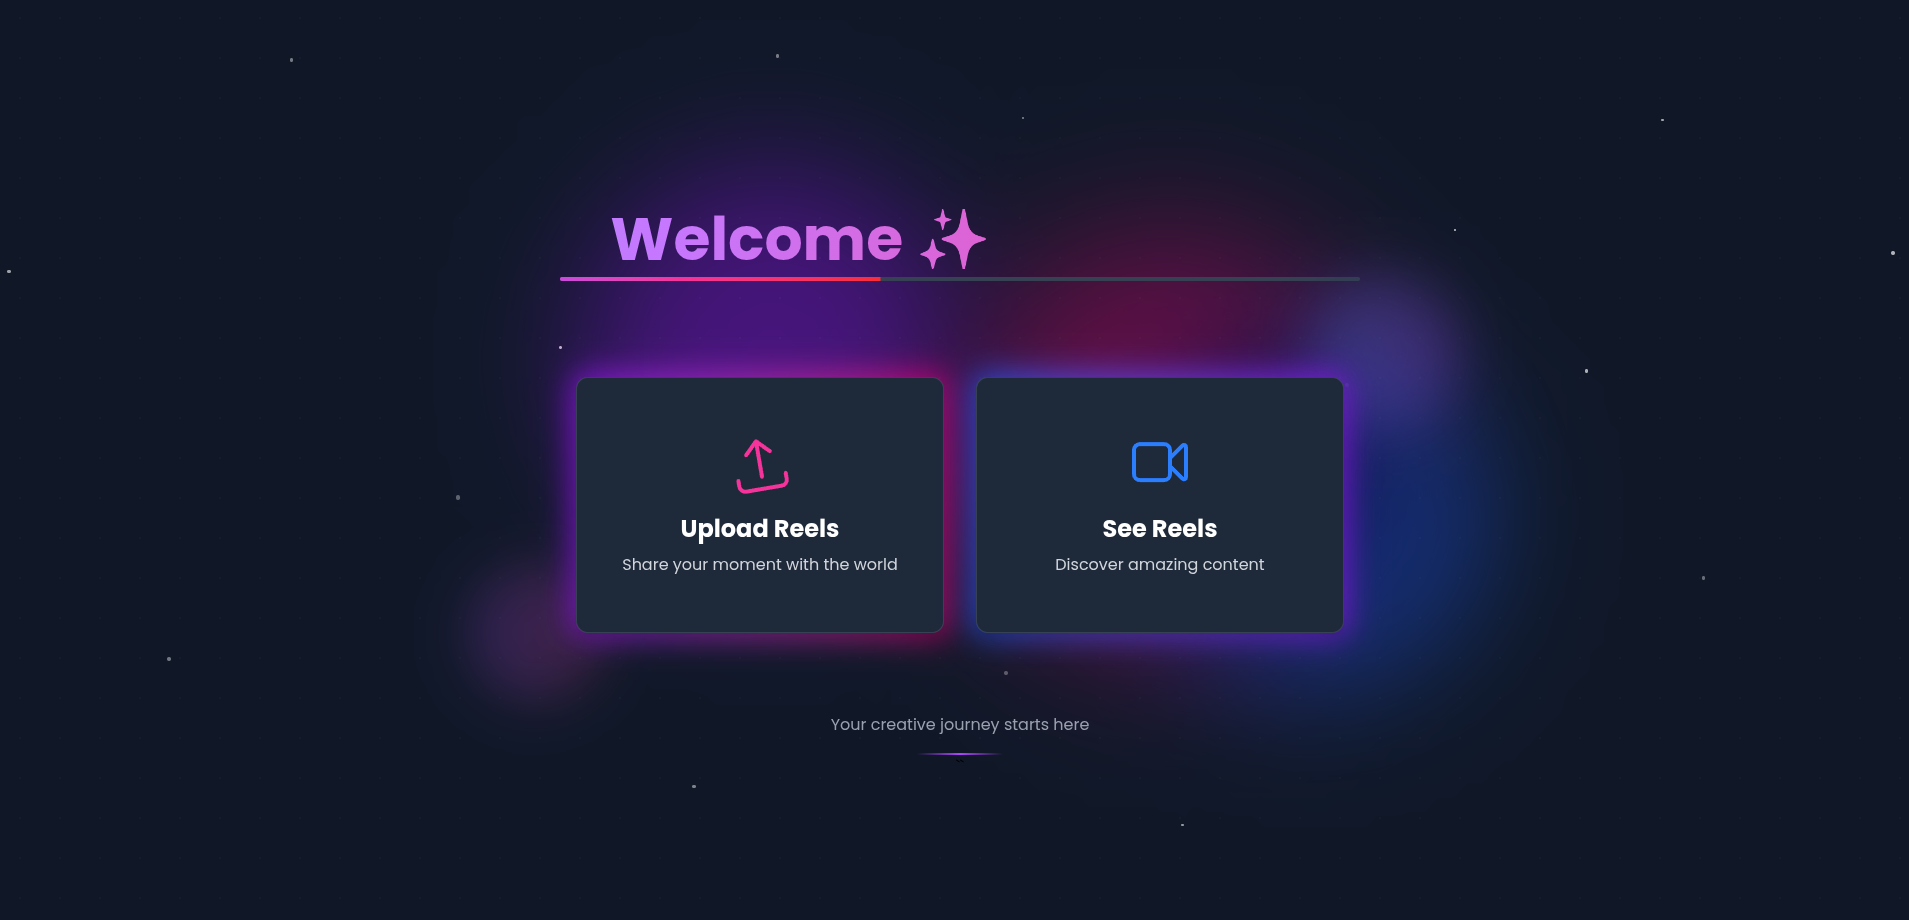 Welcome ✨
Upload Reels
Share your moment with the world
See Reels
Discover amazing content
Your creative journey starts here